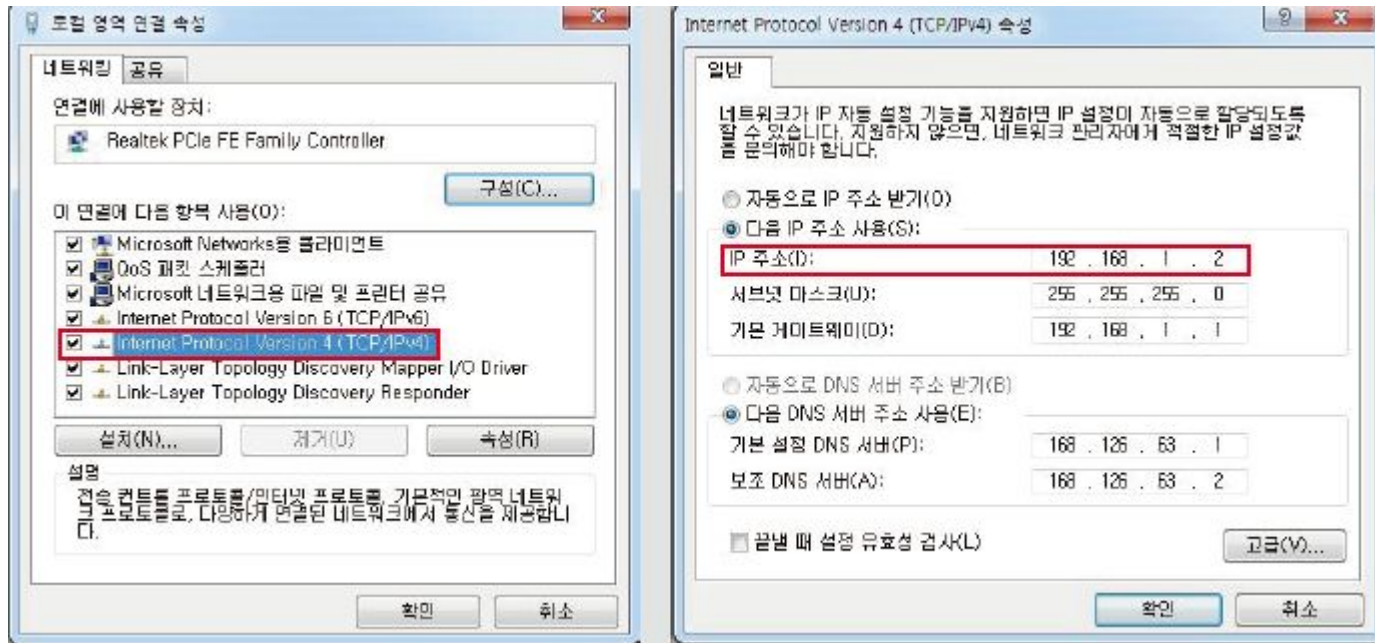 로컬 영역 연결 속성
네트워킹
공유
연결에 사용할 장치:
Realtek PCIe FE Family Controller
구성(C)...
이 연결에 다음 항목 사용(O):
Microsoft Networks용 클라이언트
QoS 패킷 스케줄러
Microsoft 네트워크용 파일 및 프린터 공유
Internet Protocol Version 6 (TCP/IPv6)
Internet Protocol Version 4 (TCP/IPv4)
Link-Layer Topology Discovery Mapper I/O Driver
Link-Layer Topology Discovery Responder
설치(N)...
제거(U)
속성(R)
설명
전송 컨트롤 프로토콜/인터넷 프로토콜. 기본적인 광역 네트워
크 프로토콜로, 다양하게 연결된 네트워크에서 통신을 제공합니
다.
확인
취소
Internet Protocol Version 4 (TCP/IPv4) 속성
일반
네트워크가 IP 자동 설정 기능을 지원하면 IP 설정이 자동으로 할당되도록
할 수 있습니다. 지원하지 않으면, 네트워크 관리자에게 적절한 IP 설정값
을 문의해야 합니다.
자동으로 IP 주소 받기(O)
다음 IP 주소 사용(S):
IP 주소(I): 192 . 168 . 1 . 2
서브넷 마스크(U): 255 . 255 . 255 . 0
기본 게이트웨이(D): 192 . 168 . 1 . 1
자동으로 DNS 서버 주소 받기(B)
다음 DNS 서버 주소 사용(E):
기본 설정 DNS 서버(P): 168 . 126 . 63 . 1
보조 DNS 서버(A): 168 . 126 . 63 . 2
끝낼 때 설정 유효성 검사(L)
고급(V)...
확인
취소